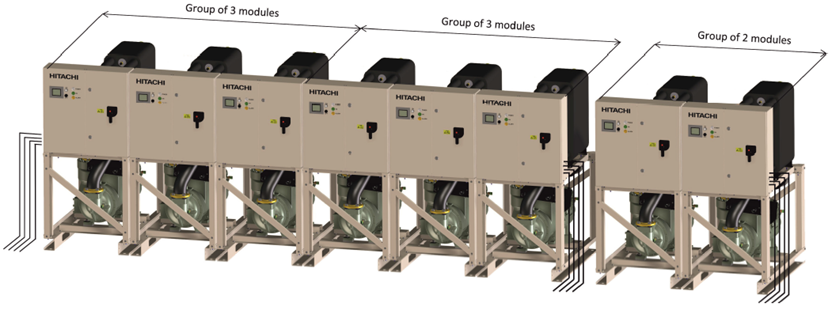 Group of 3 modules
Group of 3 modules
Group of 2 modules
HITACHI
HITACHI
HITACHI
HITACHI
HITACHI
HITACHI
HITACHI
HITACHI